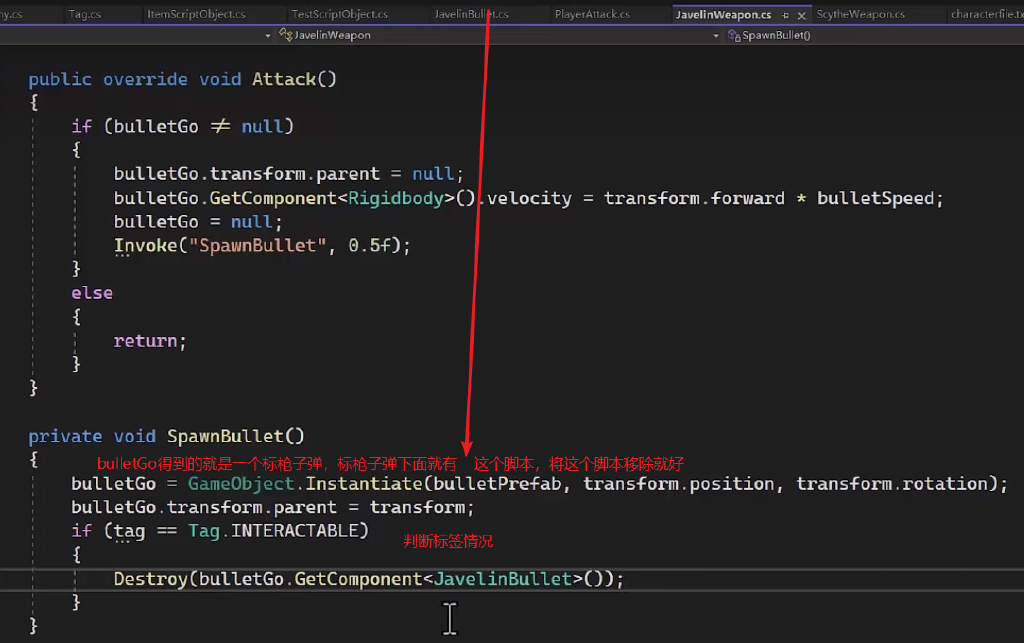 Tag.cs ItemScriptObject.cs TestScriptObject.cs JavelinBullet.cs PlayerAttack.cs JavelinWeapon.cs ScytheWeapon.cs
JavelinWeapon SpawnBullet()
public override void Attack()
{
if (bulletGo ≠ null)
{
bulletGo.transform.parent = null;
bulletGo.GetComponent<Rigidbody>().velocity = transform.forward * bulletSpeed;
bulletGo = null;
Invoke("SpawnBullet", 0.5f);
}
else
{
return;
}
}
private void SpawnBullet()
{ bulletGo得到的就是一个标枪子弹，标枪子弹下面就有 这个脚本，将这个脚本移除就好
bulletGo = GameObject.Instantiate(bulletPrefab, transform.position, transform.rotation);
bulletGo.transform.parent = transform;
if (tag == Tag.INTERACTABLE)
判断标签情况
{
Destroy(bulletGo.GetComponent<JavelinBullet>());
}
}